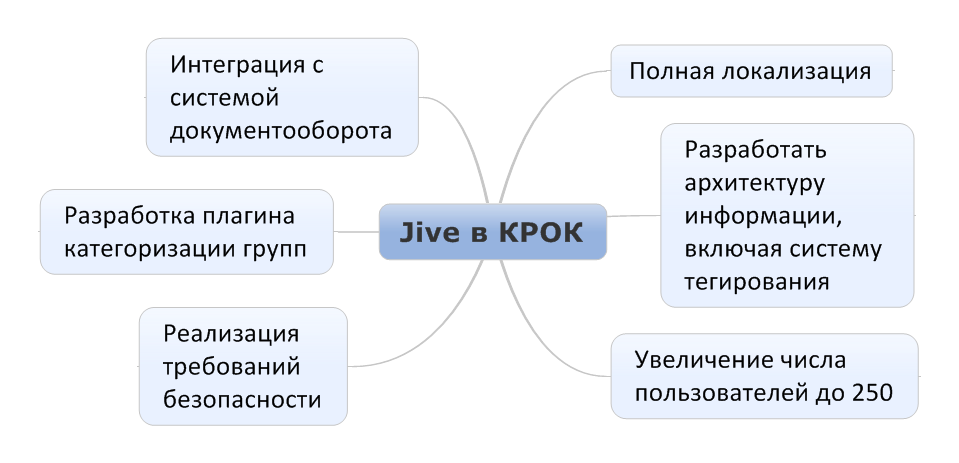 Интеграция с
системой
документооборота
Полная локализация
Разработать
архитектуру
информации,
включая систему
тегирования
Разработка плагина
категоризации групп
Jive в КРОК
Реализация
требований
безопасности
Увеличение числа
пользователей до 250